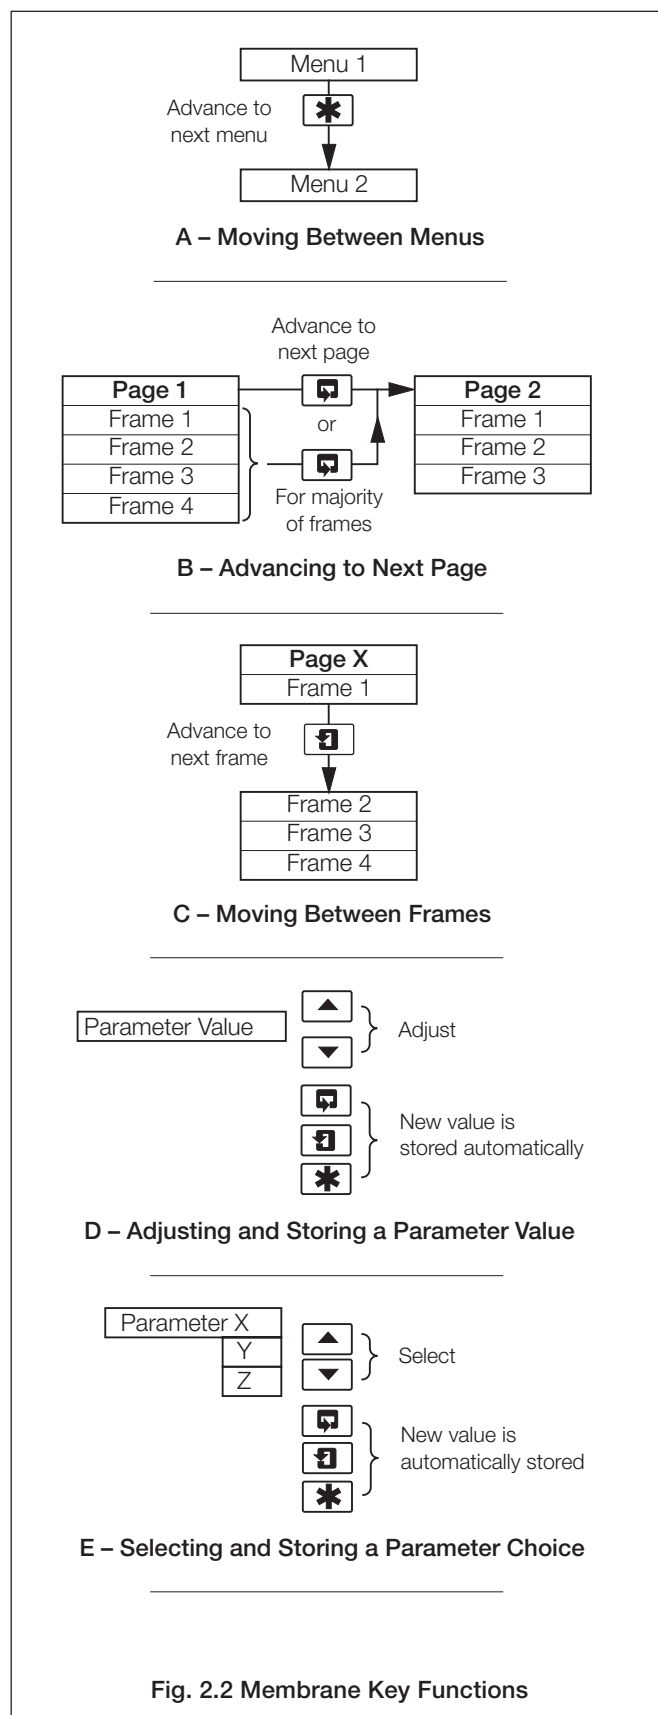 Menu 1
Advance to
next menu
Menu 2
A – Moving Between Menus
Advance to
next page
Page 1
Frame 1
Frame 2
Frame 3
Frame 4
or
For majority
of frames
Page 2
Frame 1
Frame 2
Frame 3
B – Advancing to Next Page
Page X
Frame 1
Advance to
next frame
Frame 2
Frame 3
Frame 4
C – Moving Between Frames
Parameter Value
Adjust
New value is
stored automatically
D – Adjusting and Storing a Parameter Value
Parameter X
Y
Z
Select
New value is
automatically stored
E – Selecting and Storing a Parameter Choice
Fig. 2.2 Membrane Key Functions